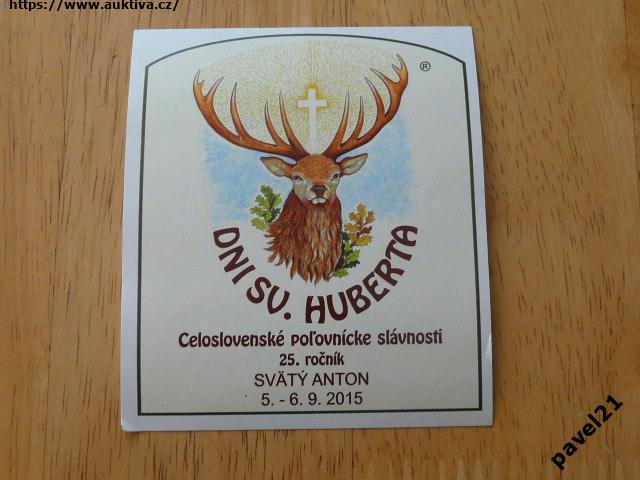 https://www.auktiva.cz/
®
DNI SV. HUBERTA
Celoslovenské poľovnícke slávnosti
25. ročník
SVÄTÝ ANTON
5. - 6. 9. 2015
pavel21